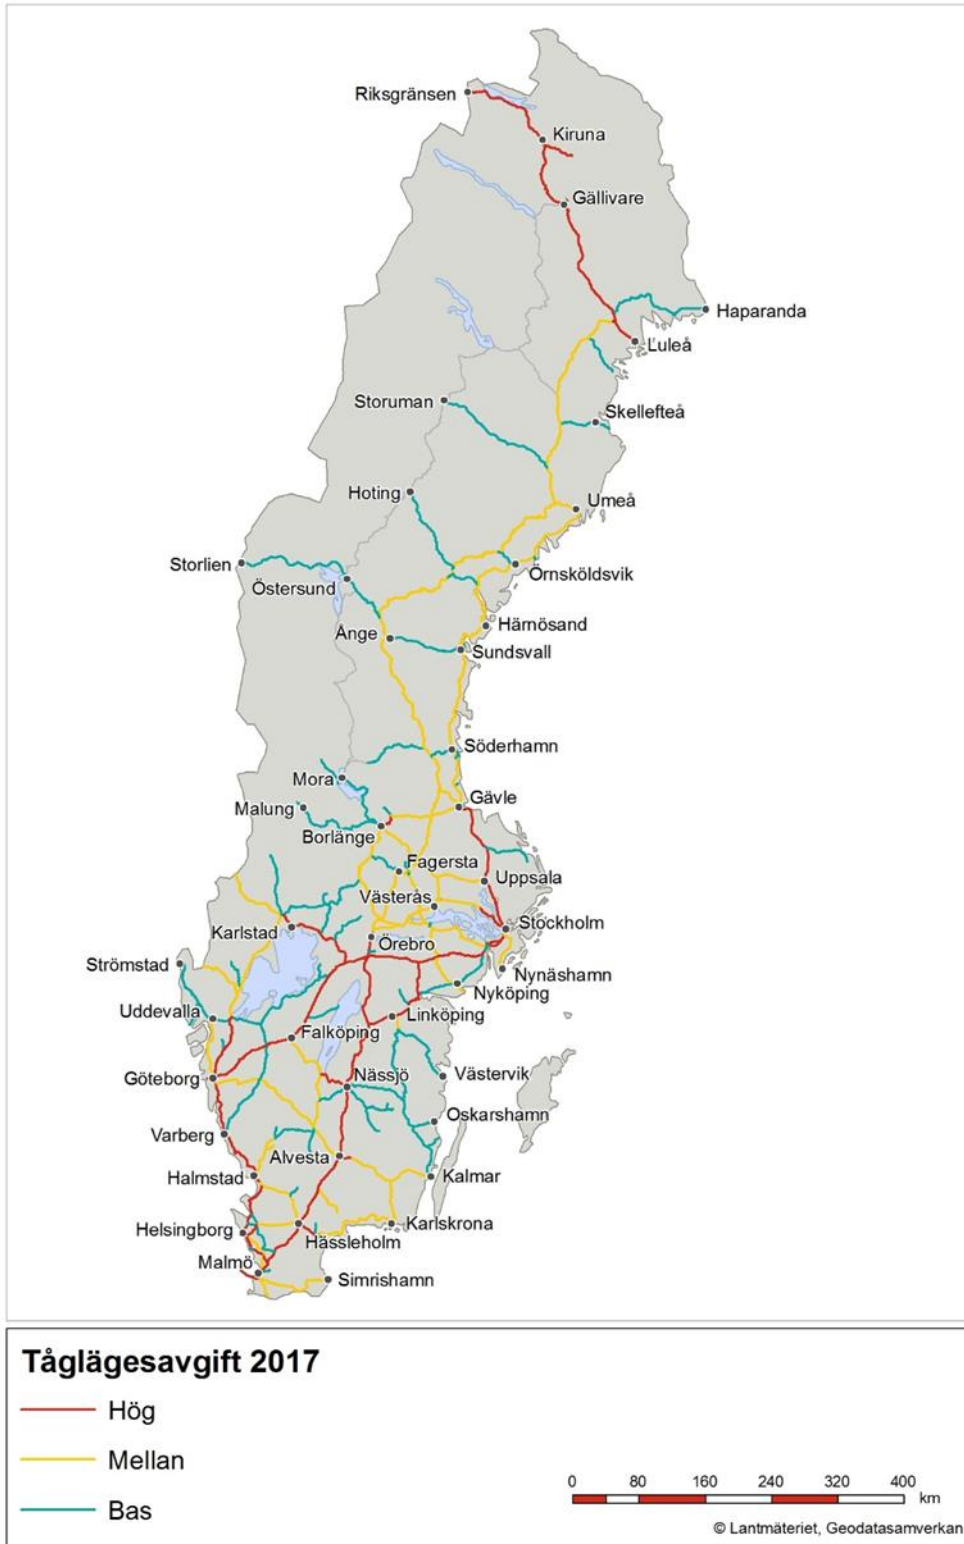 Riksgränsen
Kiruna
Gällivare
Haparanda
Luleå
Storuman
Skellefteå
Hoting
Umeå
Storlien
Örnsköldsvik
Östersund
Härnösand
Ånge
Sundsvall
Söderhamn
Mora
Gävle
Malung
Borlänge
Fagersta
Uppsala
Västerås
Stockholm
Karlstad
Örebro
Strömstad
Nynäshamn
Nyköping
Uddevalla
Linköping
Falköping
Nässjö
Västervik
Göteborg
Oskarshamn
Varberg
Alvesta
Halmstad
Kalmar
Karlskrona
Helsingborg
Hässleholm
Malmö
Simrishamn
Tåglägesavgift 2017
Hög
Mellan
Bas
0 80 160 240 320 400
km
© Lantmäteriet, Geodatasamverkan